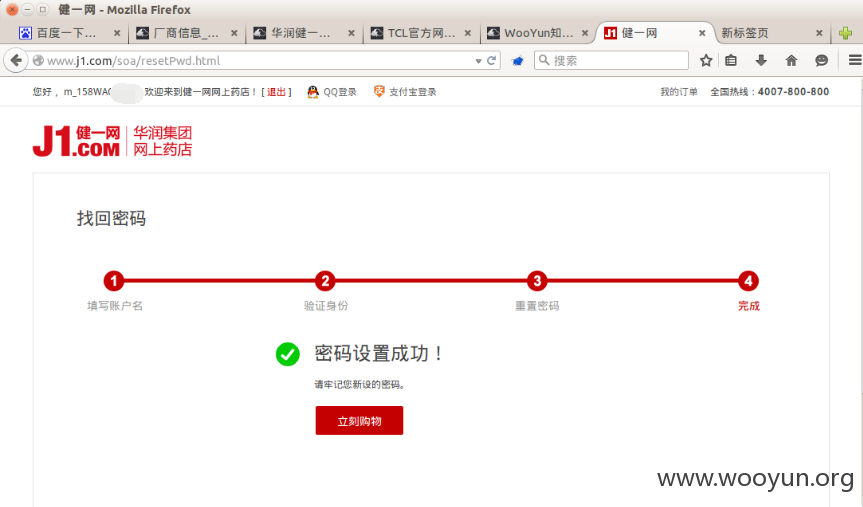 健一网 - Mozilla Firefox
百度一下... 厂商信息_... 华润健一... TCL官方网... WooYun知... 健一网 新标签页
www.j1.com/soa/resetPwd.html 搜索
您好， m_158WAC 欢迎来到健一网网上药店！[ 退出 ] QQ登录 支付宝登录 我的订单 全国热线：4007-800-800
J1 健一网 .COM 华润集团
网上药店
找回密码
1 2 3 4
填写账户名 验证身份 重置密码 完成
密码设置成功！
请牢记您新设的密码。
立刻购物
www.wooyun.org